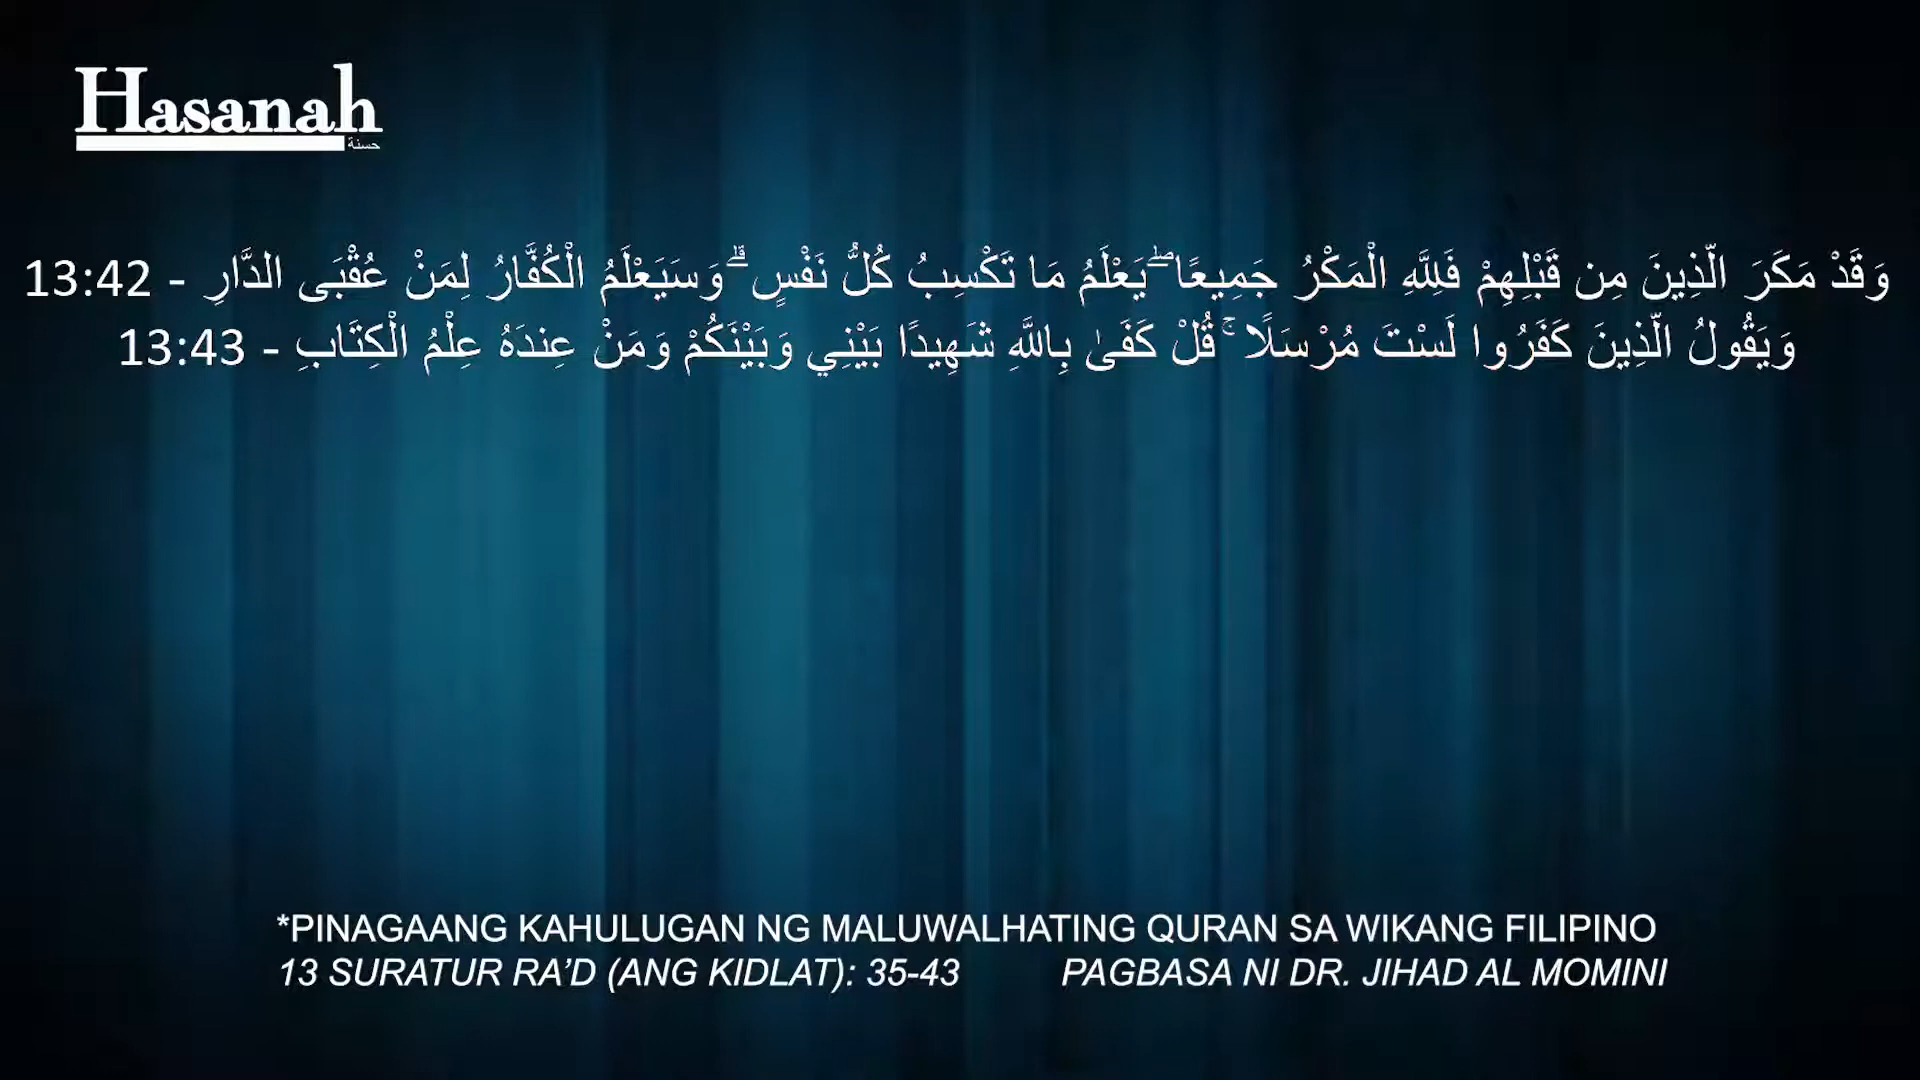 Hasanah
حسنة
وَقَدْ مَكَرَ الَّذِينَ مِن قَبْلِهِمْ فَلِلَّهِ الْمَكْرُ جَمِيعًا ۖ يَعْلَمُ مَا تَكْسِبُ كُلُّ نَفْسٍ ۗ وَسَيَعْلَمُ الْكُفَّارُ لِمَنْ عُقْبَى الدَّارِ - 13:42
وَيَقُولُ الَّذِينَ كَفَرُوا لَسْتَ مُرْسَلًا ۚ قُلْ كَفَىٰ بِاللَّهِ شَهِيدًا بَيْنِي وَبَيْنَكُمْ وَمَنْ عِندَهُ عِلْمُ الْكِتَابِ - 13:43
*PINAGAANG KAHULUGAN NG MALUWALHATING QURAN SA WIKANG FILIPINO
13 SURATUR RA’D (ANG KIDLAT): 35-43 PAGBASA NI DR. JIHAD AL MOMINI